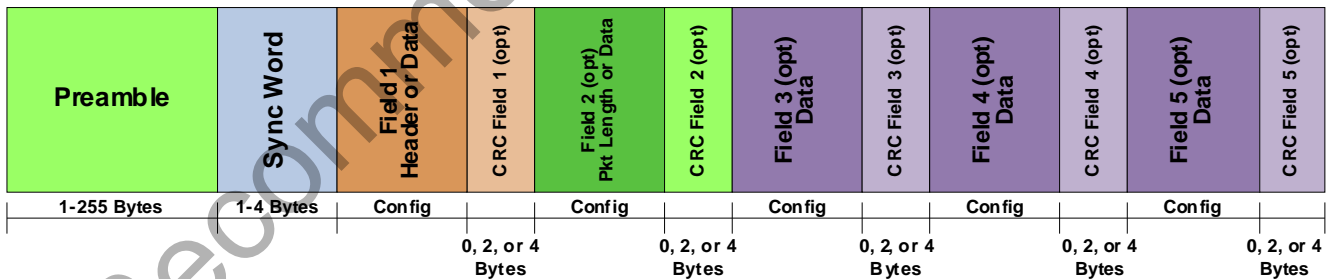 Preamble
Sync Word
Field 1
Header or Data
CRC Field 1 (opt)
Field 2 (opt)
Pkt Length or Data
CRC Field 2 (opt)
Field 3 (opt)
Data
CRC Field 3 (opt)
Field 4 (opt)
Data
CRC Field 4 (opt)
Field 5 (opt)
Data
CRC Field 5 (opt)
1-255 Bytes
1-4 Bytes
Config
Config
Config
Config
Config
0, 2, or 4
Bytes
0, 2, or 4
Bytes
0, 2, or 4
Bytes
0, 2, or 4
Bytes
0, 2, or 4
Bytes
Recomme